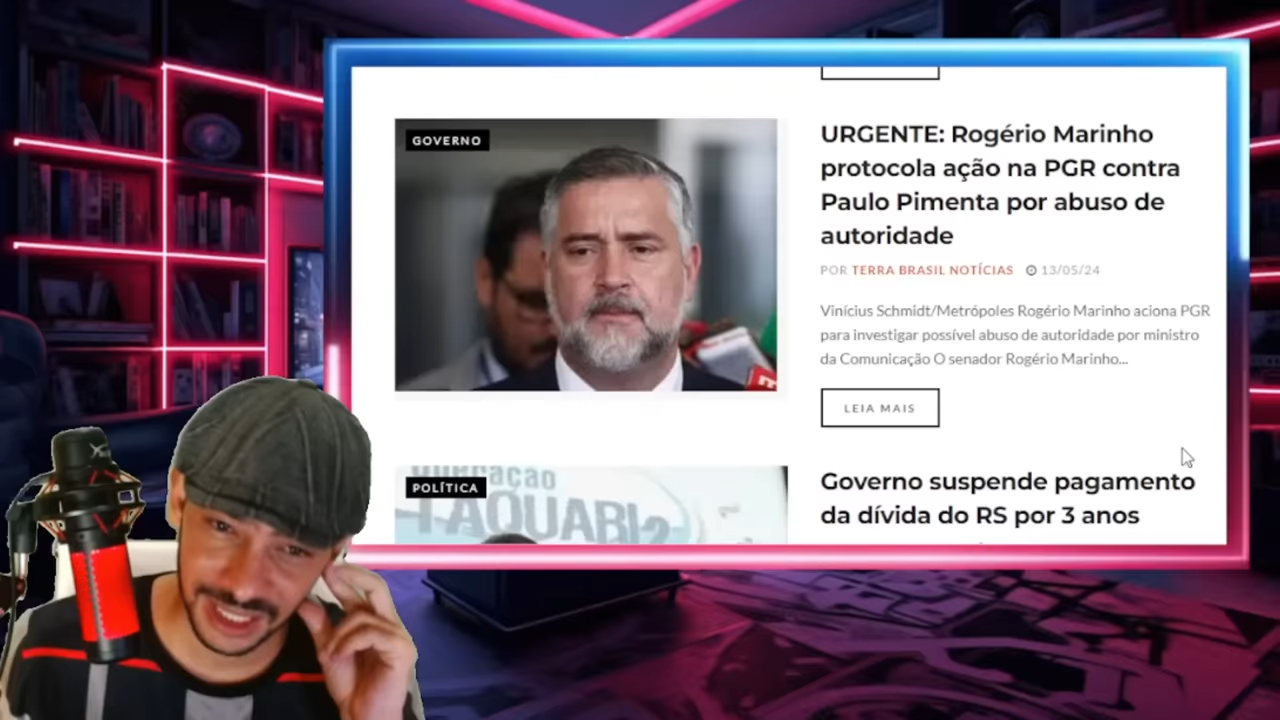 GOVERNO
URGENTE: Rogério Marinho
protocola ação na PGR contra
Paulo Pimenta por abuso de
autoridade
POR TERRA BRASIL NOTÍCIAS 13/05/24
Vinícius Schmidt/Metrópoles Rogério Marinho aciona PGR
para investigar possível abuso de autoridade por ministro
da Comunicação O senador Rogério Marinho...
LEIA MAIS
POLÍTICA
Governo suspende pagamento
da dívida do RS por 3 anos